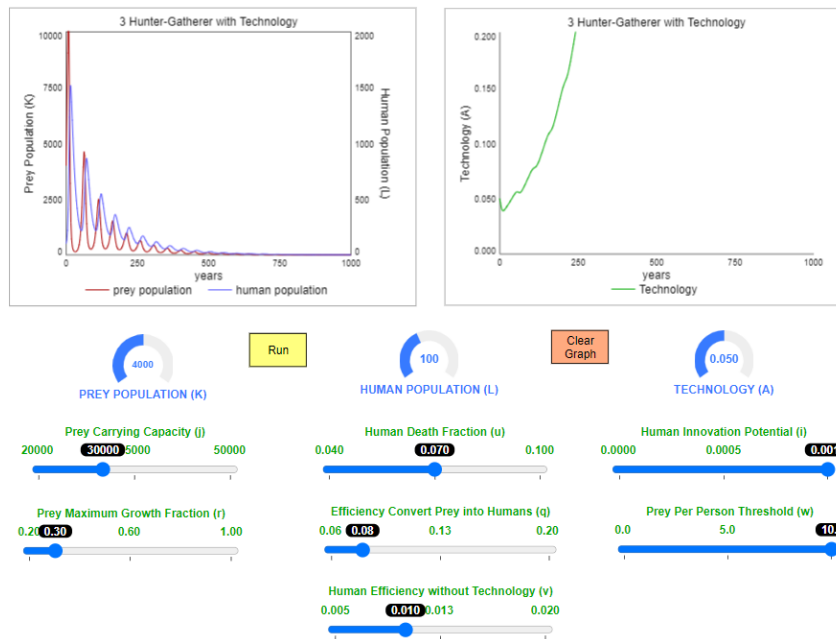 3 Hunter-Gatherer with Technology
10000
7500
5000
2500
0
Prey Population (K)
2000
1500
1000
500
0
Human Population (L)
0 250 500 750 1000
years
prey population human population
3 Hunter-Gatherer with Technology
0.200
0.150
0.100
0.050
0.000
Technology (A)
0 250 500 750 1000
years
Technology
4000
PREY POPULATION (K)
Run
100
HUMAN POPULATION (L)
Clear
Graph
0.050
TECHNOLOGY (A)
Prey Carrying Capacity (j)
20000 30000 5000 50000
Human Death Fraction (u)
0.040 0.070 0.100
Human Innovation Potential (i)
0.0000 0.0005 0.001
Prey Maximum Growth Fraction (r)
0.20 0.30 0.60 1.00
Efficiency Convert Prey into Humans (q)
0.06 0.08 0.13 0.20
Prey Per Person Threshold (w)
0.0 5.0 10.
Human Efficiency without Technology (v)
0.005 0.010 0.013 0.020